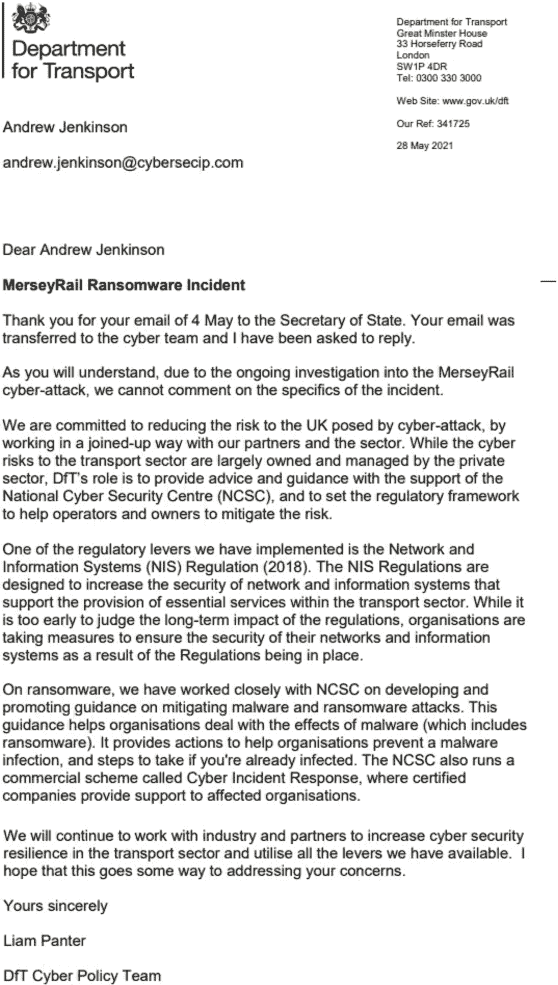 Department
for Transport
Department for Transport
Great Minster House
33 Horseferry Road
London
SW1P 4DR
Tel: 0300 330 3000
Web Site: www.gov.uk/dft
Our Ref: 341725
28 May 2021
Andrew Jenkinson
andrew.jenkinson@cybersecip.com
Dear Andrew Jenkinson
MerseyRail Ransomware Incident
Thank you for your email of 4 May to the Secretary of State. Your email was
transferred to the cyber team and I have been asked to reply.
As you will understand, due to the ongoing investigation into the MerseyRail
cyber-attack, we cannot comment on the specifics of the incident.
We are committed to reducing the risk to the UK posed by cyber-attack, by
working in a joined-up way with our partners and the sector. While the cyber
risks to the transport sector are largely owned and managed by the private
sector, DfT's role is to provide advice and guidance with the support of the
National Cyber Security Centre (NCSC), and to set the regulatory framework
to help operators and owners to mitigate the risk.
One of the regulatory levers we have implemented is the Network and
Information Systems (NIS) Regulation (2018). The NIS Regulations are
designed to increase the security of network and information systems that
support the provision of essential services within the transport sector. While it
is too early to judge the long-term impact of the regulations, organisations are
taking measures to ensure the security of their networks and information
systems as a result of the Regulations being in place.
On ransomware, we have worked closely with NCSC on developing and
promoting guidance on mitigating malware and ransomware attacks. This
guidance helps organisations deal with the effects of malware (which includes
ransomware). It provides actions to help organisations prevent a malware
infection, and steps to take if you're already infected. The NCSC also runs a
commercial scheme called Cyber Incident Response, where certified
companies provide support to affected organisations.
We will continue to work with industry and partners to increase cyber security
resilience in the transport sector and utilise all the levers we have available. I
hope that this goes some way to addressing your concerns.
Yours sincerely
Liam Panter
DfT Cyber Policy Team